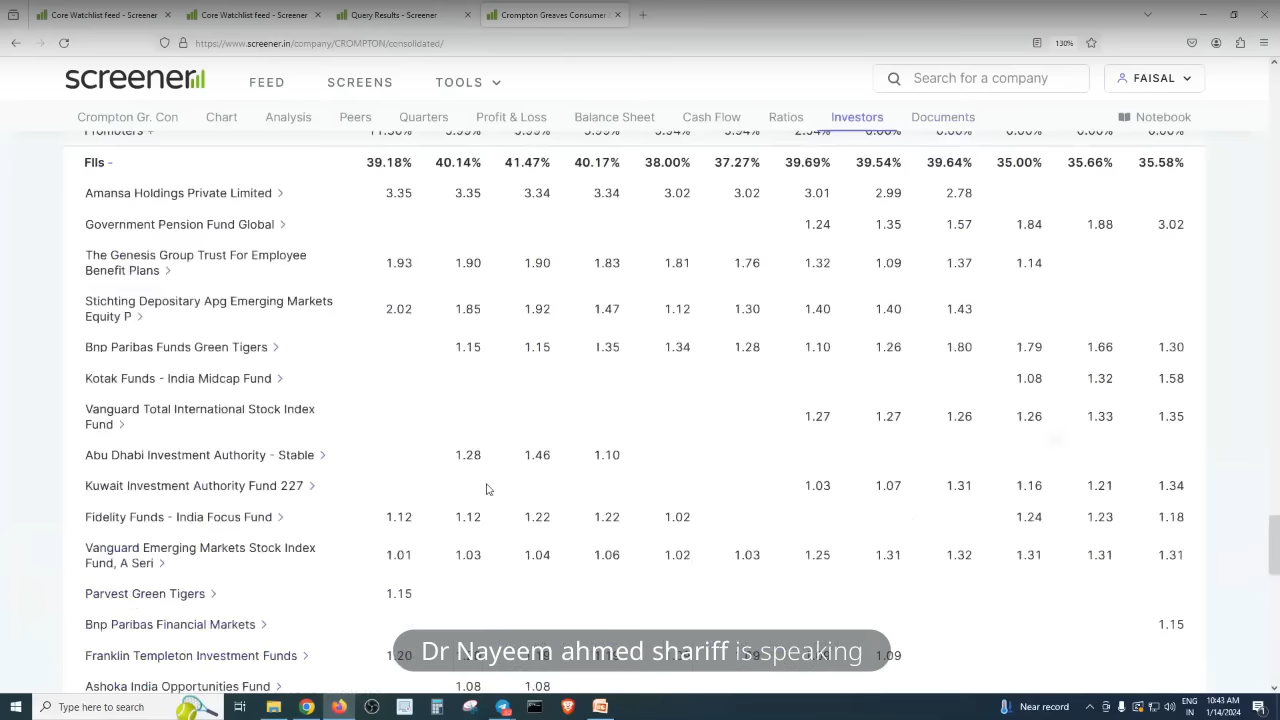 Crompton Greaves Consumer
Query Results - Screener
https://www.screener.in/company/CROMPTON/consolidated/
130%
screener
FEED
SCREENS
TOOLS
Search for a company
FAISAL
Crompton Gr. Con
Chart
Analysis
Peers
Quarters
Profit & Loss
Balance Sheet
Cash Flow
Ratios
Investors
Documents
Notebook
FIIs - 39.18% 40.14% 41.47% 40.17% 38.00% 37.27% 39.69% 39.54% 39.64% 35.00% 35.66% 35.58%
Amansa Holdings Private Limited 3.35 3.35 3.34 3.34 3.02 3.02 3.01 2.99 2.78
Government Pension Fund Global 1.24 1.35 1.57 1.84 1.88 3.02
The Genesis Group Trust For Employee
Benefit Plans 1.93 1.90 1.90 1.83 1.81 1.76 1.32 1.09 1.37 1.14
Stichting Depositary Apg Emerging Markets
Equity P 2.02 1.85 1.92 1.47 1.12 1.30 1.40 1.40 1.43
Bnp Paribas Funds Green Tigers 1.15 1.15 1.35 1.34 1.28 1.10 1.26 1.80 1.79 1.66 1.30
Kotak Funds - India Midcap Fund 1.08 1.32 1.58
Vanguard Total International Stock Index
Fund 1.27 1.27 1.26 1.26 1.33 1.35
Abu Dhabi Investment Authority - Stable 1.28 1.46 1.10
Kuwait Investment Authority Fund 227 1.03 1.07 1.31 1.16 1.21 1.34
Fidelity Funds - India Focus Fund 1.12 1.12 1.22 1.22 1.02 1.24 1.23 1.18
Vanguard Emerging Markets Stock Index
Fund, A Seri 1.01 1.03 1.04 1.06 1.02 1.03 1.25 1.31 1.32 1.31 1.31 1.31
Parvest Green Tigers 1.15
Bnp Paribas Financial Markets 1.15
Dr Nayeem ahmed shariff is speaking
Franklin Templeton Investment Funds 1.20 1.09
Ashoka India Opportunities Fund 1.08 1.08
Type here to search
Near record
ENG
IN
10:43 AM
1/14/2024